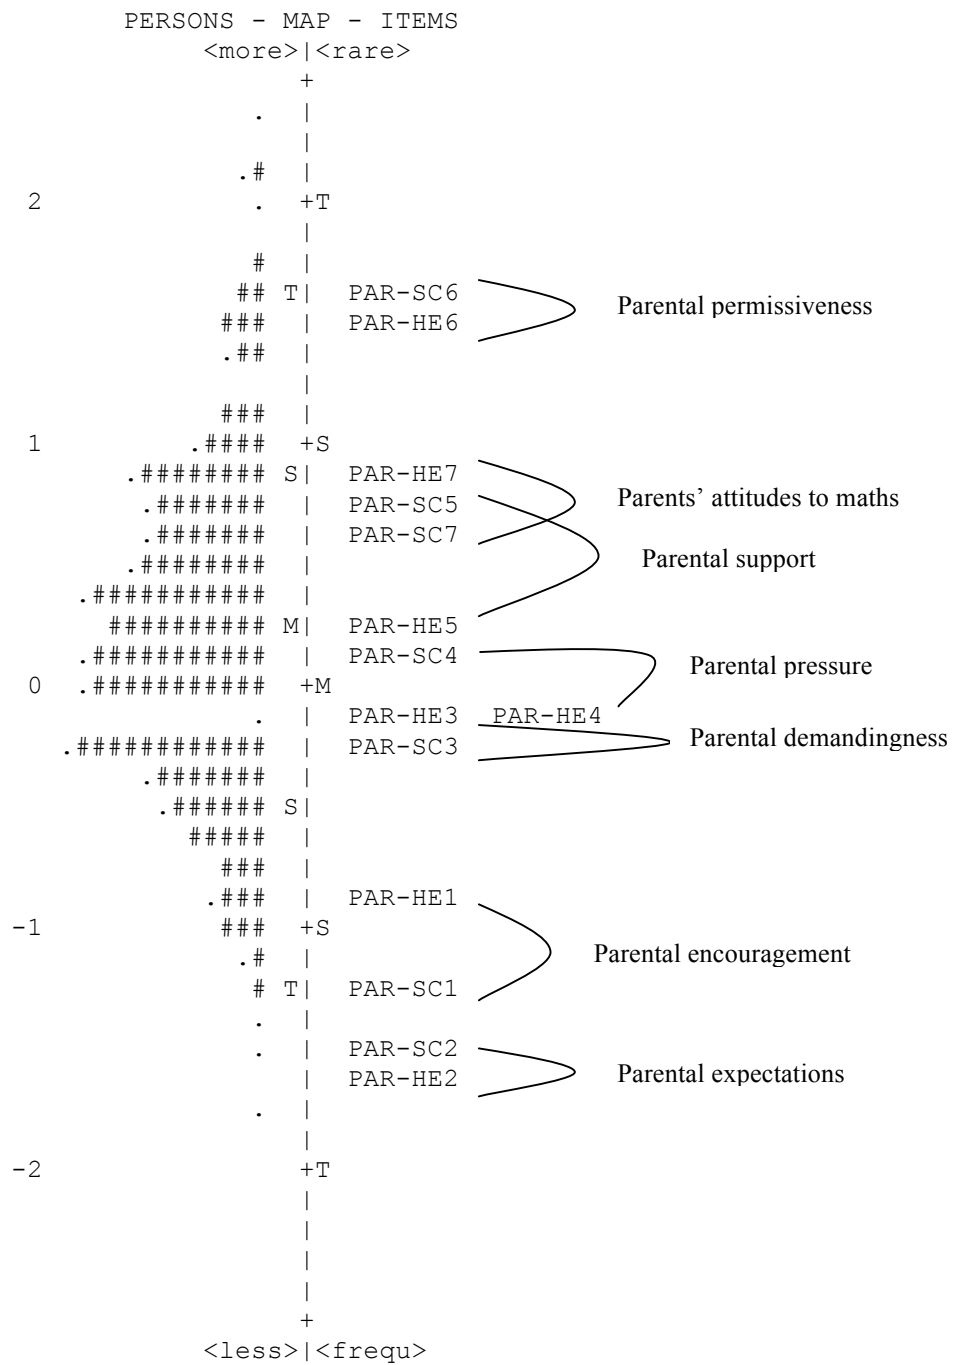 PERSONS - MAP - ITEMS
<more>|<rare>
+
. |
|
.# |
2 . +T
|
# |
## T| PAR-SC6
Parental permissiveness
### | PAR-HE6
.## |
|
### |
1 .#### +S
.######## S| PAR-HE7
Parents’ attitudes to maths
.####### | PAR-SC5
.####### | PAR-SC7
Parental support
.######## |
.########### |
########## M| PAR-HE5
.########### | PAR-SC4
Parental pressure
0 .########### +M
. | PAR-HE3 PAR-HE4
.############ | PAR-SC3 Parental demandingness
.####### |
.###### S|
##### |
### |
.### | PAR-HE1
-1 ### +S
Parental encouragement
.# |
# T| PAR-SC1
. |
. | PAR-SC2
| PAR-HE2 Parental expectations
. |
|
-2 +T
|
|
|
|
+
<less>|<frequ>